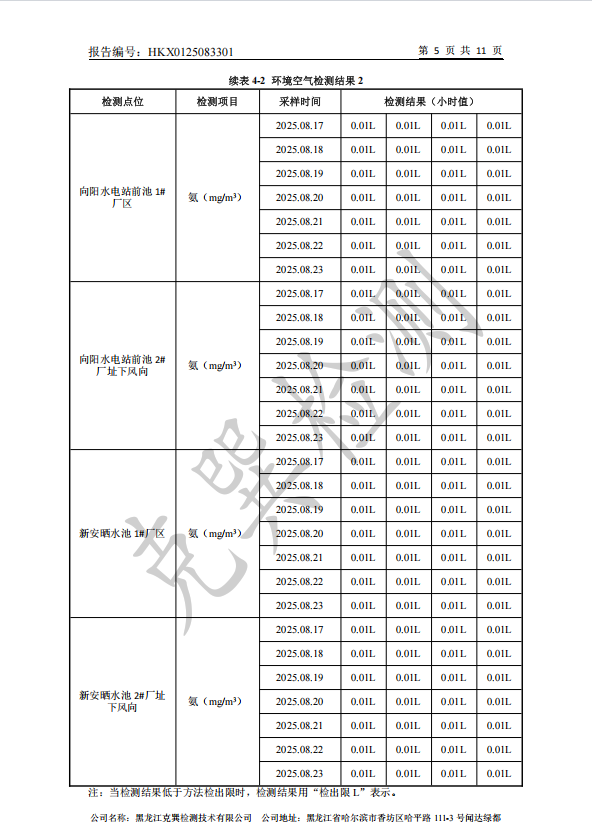 报告编号：HKX0125083301 第 5 页 共 11 页
续表 4-2 环境空气检测结果 2
检测点位 检测项目 采样时间 检测结果（小时值）
向阳水电站前池 1#
厂区
氨（mg/m³）
2025.08.17 0.01L 0.01L 0.01L 0.01L
2025.08.18 0.01L 0.01L 0.01L 0.01L
2025.08.19 0.01L 0.01L 0.01L 0.01L
2025.08.20 0.01L 0.01L 0.01L 0.01L
2025.08.21 0.01L 0.01L 0.01L 0.01L
2025.08.22 0.01L 0.01L 0.01L 0.01L
2025.08.23 0.01L 0.01L 0.01L 0.01L
向阳水电站前池 2#
厂址下风向
氨（mg/m³）
2025.08.17 0.01L 0.01L 0.01L 0.01L
2025.08.18 0.01L 0.01L 0.01L 0.01L
2025.08.19 0.01L 0.01L 0.01L 0.01L
2025.08.20 0.01L 0.01L 0.01L 0.01L
2025.08.21 0.01L 0.01L 0.01L 0.01L
2025.08.22 0.01L 0.01L 0.01L 0.01L
2025.08.23 0.01L 0.01L 0.01L 0.01L
新安晒水池 1#厂区
氨（mg/m³）
2025.08.17 0.01L 0.01L 0.01L 0.01L
2025.08.18 0.01L 0.01L 0.01L 0.01L
2025.08.19 0.01L 0.01L 0.01L 0.01L
2025.08.20 0.01L 0.01L 0.01L 0.01L
2025.08.21 0.01L 0.01L 0.01L 0.01L
2025.08.22 0.01L 0.01L 0.01L 0.01L
2025.08.23 0.01L 0.01L 0.01L 0.01L
新安晒水池 2#厂址
下风向
氨（mg/m³）
2025.08.17 0.01L 0.01L 0.01L 0.01L
2025.08.18 0.01L 0.01L 0.01L 0.01L
2025.08.19 0.01L 0.01L 0.01L 0.01L
2025.08.20 0.01L 0.01L 0.01L 0.01L
2025.08.21 0.01L 0.01L 0.01L 0.01L
2025.08.22 0.01L 0.01L 0.01L 0.01L
2025.08.23 0.01L 0.01L 0.01L 0.01L
注：当检测结果低于方法检出限时，检测结果用“检出限 L”表示。
公司名称：黑龙江克巽检测技术有限公司 公司地址：黑龙江省哈尔滨市香坊区哈平路 111-3 号闻达绿都
克巽检测